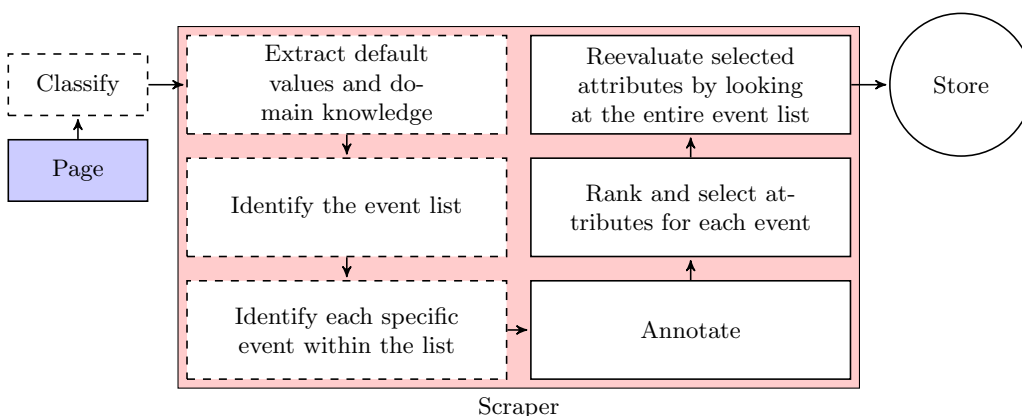 Classify
Page
Extract default
values and do-
main knowledge
Identify the event list
Identify each specific
event within the list
Annotate
Rank and select at-
tributes for each event
Reevaluate selected
attributes by looking
at the entire event list
Store
Scraper